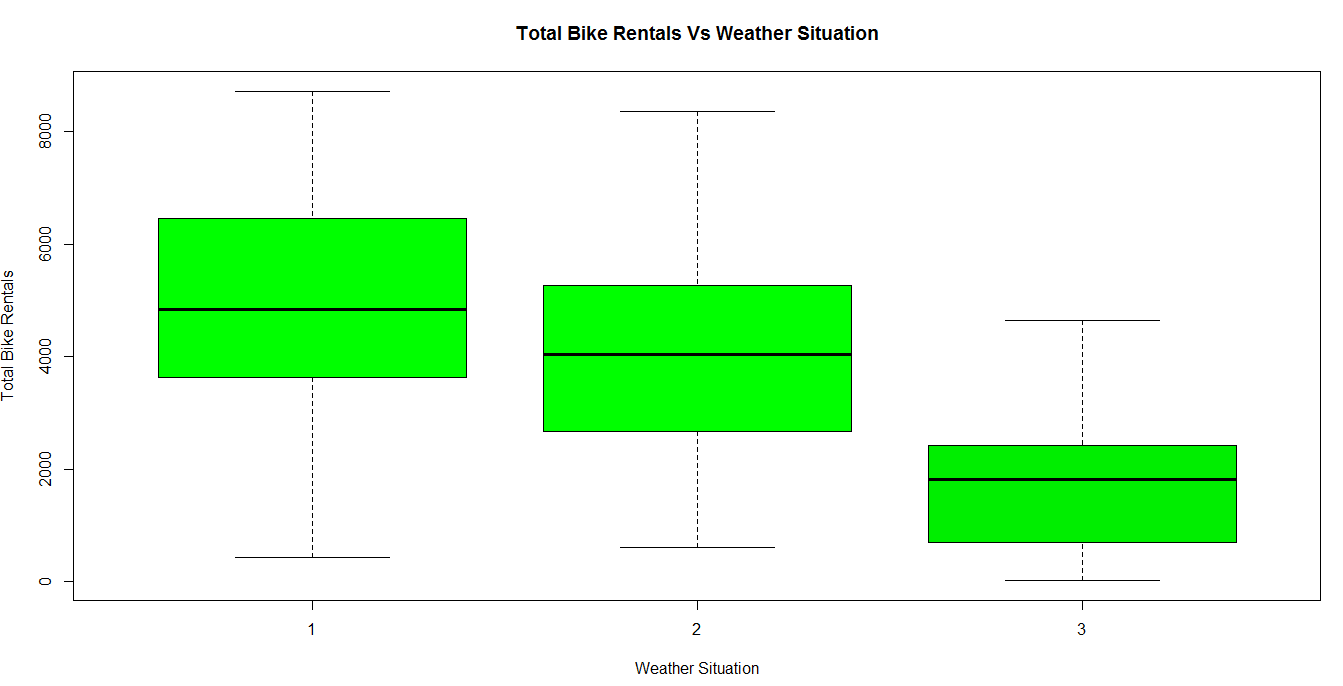 Total Bike Rentals Vs Weather Situation
Total Bike Rentals
8000
6000
4000
2000
0
1 2 3
Weather Situation